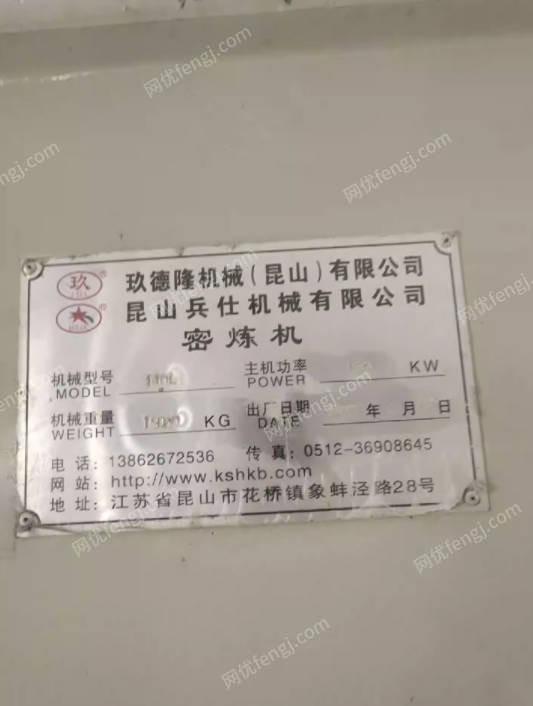 玖德隆机械(昆山)有限公司
昆山兵仕机械有限公司
密炼机
机械型号 MODEL 110L 主机功率 POWER KW
机械重量 WEIGHT KG 出厂日期 DATE 年 月 日
电话：13862672536 传真：0512-36908645
网站：http://www.kshkb.com
地址：江苏省昆山市花桥镇象蚌泾路28号
网优fengj.com